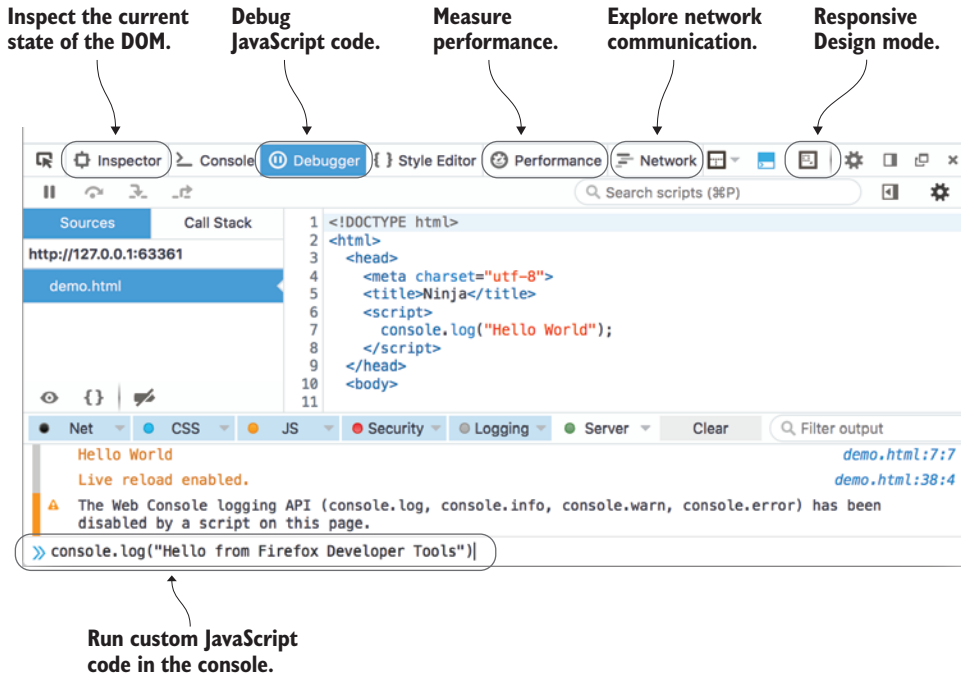 Inspect the current
state of the DOM.
Debug
JavaScript code.
Measure
performance.
Explore network
communication.
Responsive
Design mode.
Inspector
Console
Debugger
{ } Style Editor
Performance
Network
Search scripts (⌘P)
Sources
Call Stack
http://127.0.0.1:63361
demo.html
1 <!DOCTYPE html>
2 <html>
3 <head>
4 <meta charset="utf-8">
5 <title>Ninja</title>
6 <script>
7 console.log("Hello World");
8 </script>
9 </head>
10 <body>
11
{}
Net
CSS
JS
Security
Logging
Server
Clear
Filter output
Hello World demo.html:7:7
Live reload enabled. demo.html:38:4
The Web Console logging API (console.log, console.info, console.warn, console.error) has been
disabled by a script on this page.
» console.log("Hello from Firefox Developer Tools")
Run custom JavaScript
code in the console.